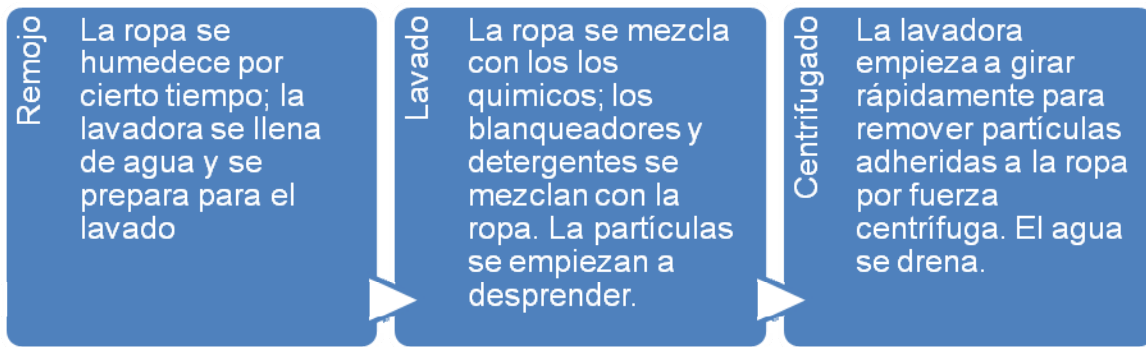 Remojo
La ropa se
humedece por
cierto tiempo; la
lavadora se llena
de agua y se
prepara para el
lavado
Lavado
La ropa se mezcla
con los los
quimicos; los
blanqueadores y
detergentes se
mezclan con la
ropa. La partículas
se empiezan a
desprender.
Centrifugado
La lavadora
empieza a girar
rápidamente para
remover partículas
adheridas a la ropa
por fuerza
centrífuga. El agua
se drena.